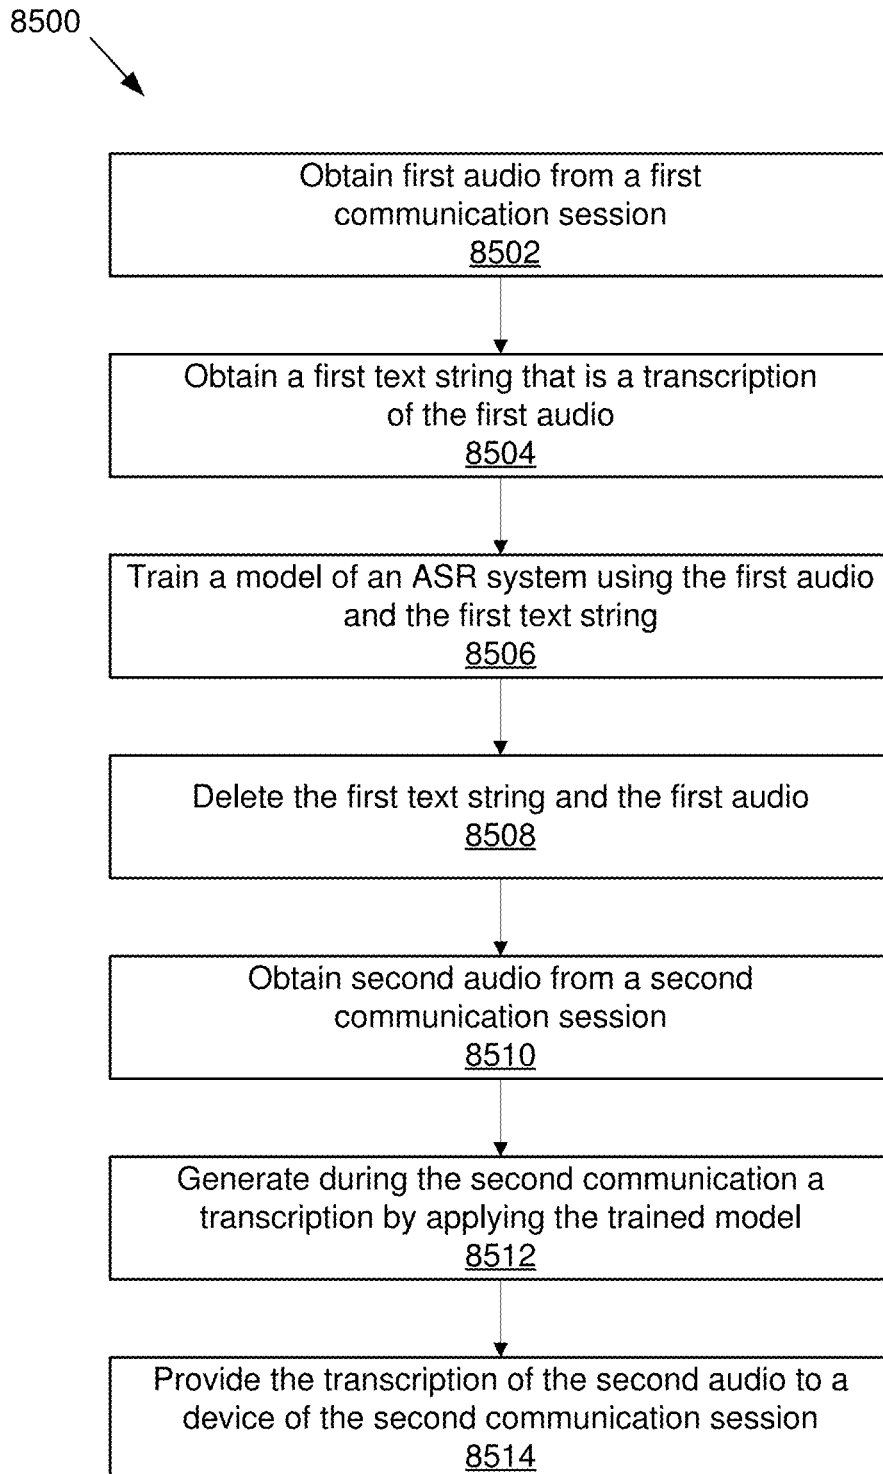 8500
Obtain first audio from a first
communication session
8502
Obtain a first text string that is a transcription
of the first audio
8504
Train a model of an ASR system using the first audio
and the first text string
8506
Delete the first text string and the first audio
8508
Obtain second audio from a second
communication session
8510
Generate during the second communication a
transcription by applying the trained model
8512
Provide the transcription of the second audio to a
device of the second communication session
8514